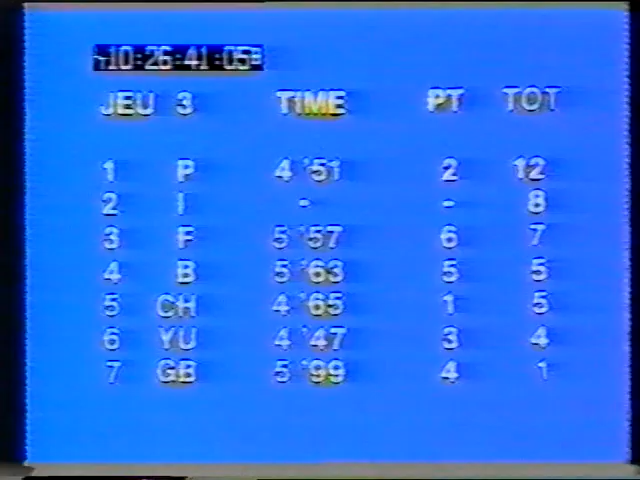 10:26:41:05
JEU 3 TIME PT TOT
1 P 4'51 2 12
2 I - - 8
3 F 5'57 6 7
4 B 5'63 5 5
5 CH 4'65 1 5
6 YU 4'47 3 4
7 GB 5'99 4 1